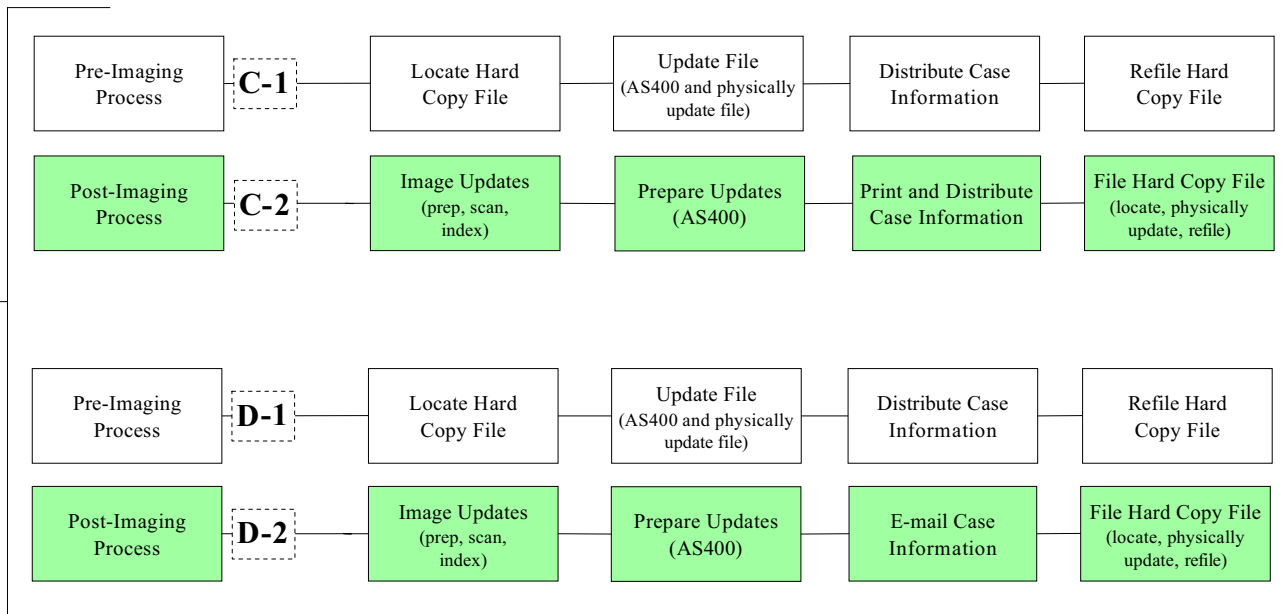 Pre-Imaging
Process
C-1
Locate Hard
Copy File
Update File
(AS400 and physically
update file)
Distribute Case
Information
Refile Hard
Copy File
Post-Imaging
Process
C-2
Image Updates
(prep, scan,
index)
Prepare Updates
(AS400)
Print and Distribute
Case Information
File Hard Copy File
(locate, physically
update, refile)
Pre-Imaging
Process
D-1
Locate Hard
Copy File
Update File
(AS400 and physically
update file)
Distribute Case
Information
Refile Hard
Copy File
Post-Imaging
Process
D-2
Image Updates
(prep, scan,
index)
Prepare Updates
(AS400)
E-mail Case
Information
File Hard Copy File
(locate, physically
update, refile)